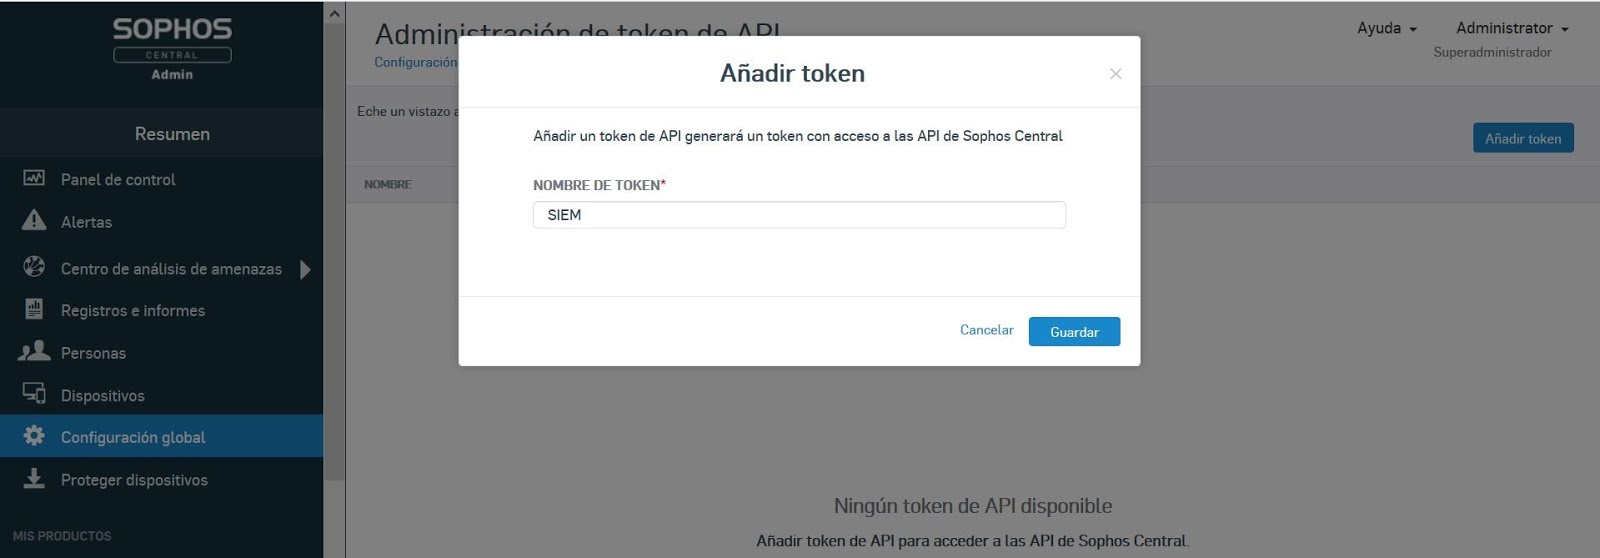 SOPHOS
CENTRAL
Admin
Resumen
Panel de control
Alertas
Centro de análisis de amenazas
Registros e informes
Personas
Dispositivos
Configuración global
Proteger dispositivos
MIS PRODUCTOS
Administración de token de API
Configuración
Ayuda
Administrator
Superadministrador
Eche un vistazo a
Añadir token
NOMBRE
Añadir token
×
Añadir un token de API generará un token con acceso a las API de Sophos Central
NOMBRE DE TOKEN*
SIEM
Cancelar
Guardar
Ningún token de API disponible
Añadir token de API para acceder a las API de Sophos Central.